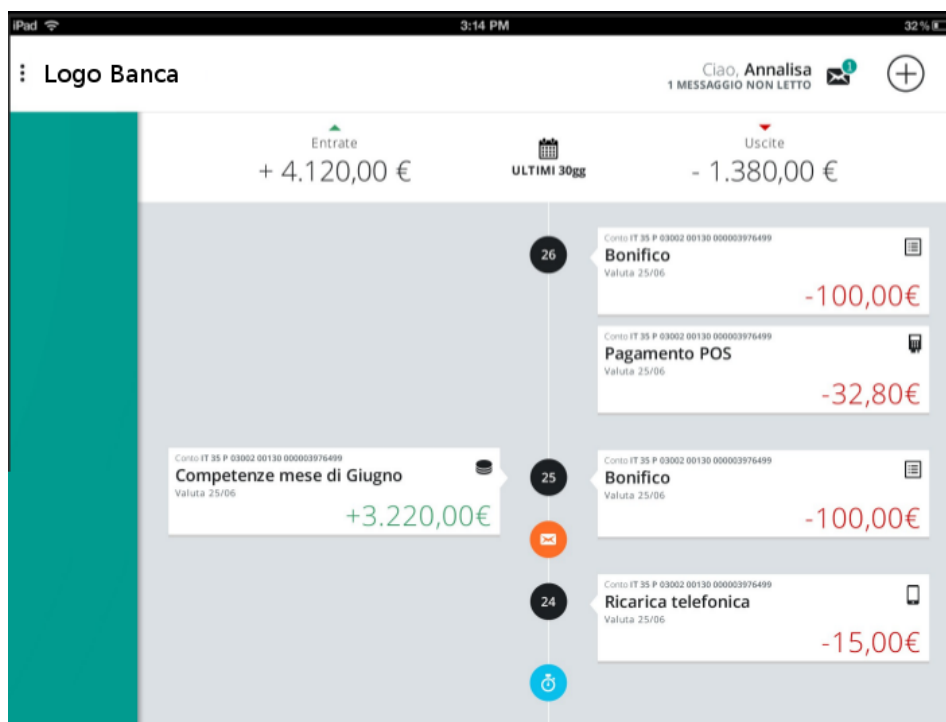 iPad 3:14 PM 32%
Logo Banca
Ciao, Annalisa 1
1 MESSAGGIO NON LETTO
Entrate
+ 4.120,00 €
ULTIMI 30gg
Uscite
- 1.380,00 €
26
Conto IT 35 P 03002 00130 000003976499
Bonifico
Valuta 25/06
-100,00€
Conto IT 35 P 03002 00130 000003976499
Pagamento POS
Valuta 25/06
-32,80€
Conto IT 35 P 03002 00130 000003976499
Competenze mese di Giugno
Valuta 25/06
+3.220,00€
25
Conto IT 35 P 03002 00130 000003976499
Bonifico
Valuta 25/06
-100,00€
24
Conto IT 35 P 03002 00130 000003976499
Ricarica telefonica
Valuta 25/06
-15,00€